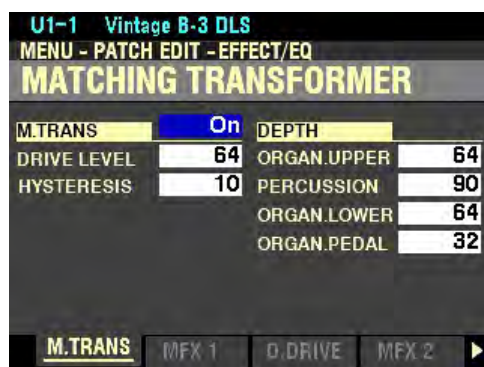 U1-1 Vintage B-3 DLS
MENU - PATCH EDIT - EFFECT/EQ
MATCHING TRANSFORMER
M.TRANS On
DRIVE LEVEL 64
HYSTERESIS 10
DEPTH
ORGAN.UPPER 64
PERCUSSION 90
ORGAN.LOWER 64
ORGAN.PEDAL 32
M.TRANS MFX 1 O.DRIVE MFX 2